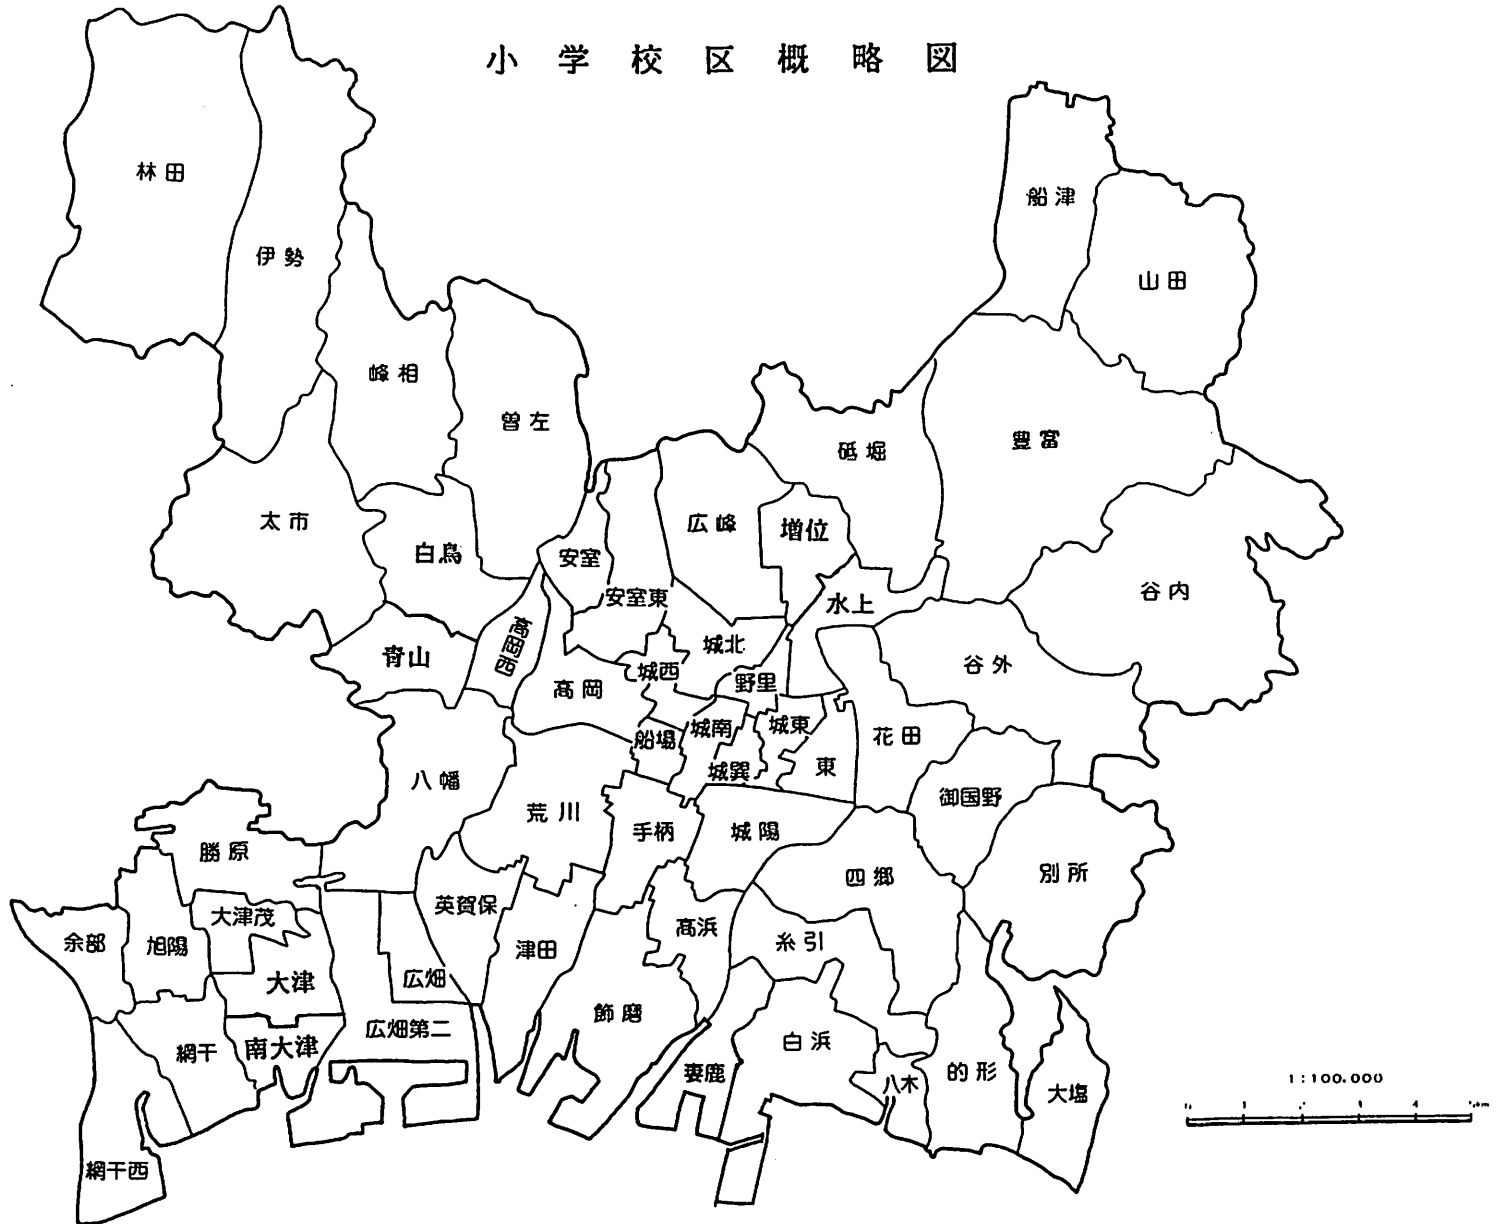 小学校区概略図
林田
船津
伊勢
山田
峰相
曽左
豊富
砥堀
太市
広峰
増位
白鳥
安室
安室東
谷内
水上
青山
高岡西
城北
城西
野里
谷外
高岡
城南
城東
船場
花田
城巽
東
八幡
御国野
荒川
手柄
城陽
勝原
四郷
別所
英賀保
大津茂
余部
旭陽
高浜
糸引
津田
広畑
大津
飾磨
広畑第二
白浜
南大津
網干
妻鹿
的形
八木
大塩
1:100.000
網干西